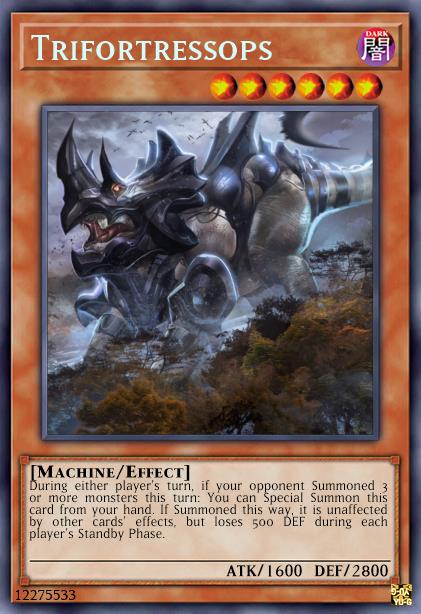 TRIFORTRESSOPS
DARK
闇
[MACHINE/EFFECT]
During either player's turn, if your opponent Summoned 3
or more monsters this turn: You can Special Summon this
card from your hand. If Summoned this way, it is unaffected
by other cards' effects, but loses 500 DEF during each
player's Standby Phase.
ATK/1600 DEF/2800
12275533